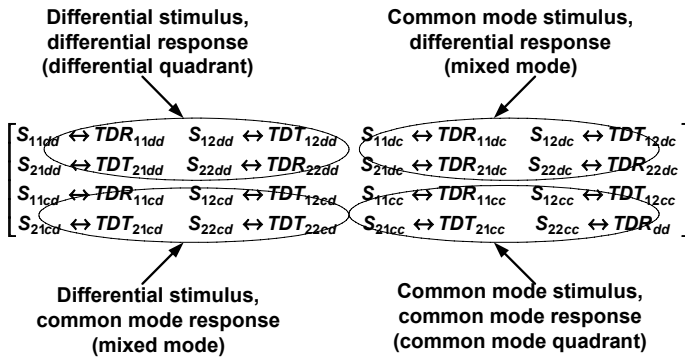 Differential stimulus,
differential response
(differential quadrant)
Common mode stimulus,
differential response
(mixed mode)
S11dd ↔ TDR11dd S12dd ↔ TDT12dd S11dc ↔ TDR11dc S12dc ↔ TDT12dc
S21dd ↔ TDT21dd S22dd ↔ TDR22dd S21dc ↔ TDR21dc S22dc ↔ TDR22dc
S11cd ↔ TDR11cd S12cd ↔ TDT12cd S11cc ↔ TDR11cc S12cc ↔ TDT12cc
S21cd ↔ TDT21cd S22cd ↔ TDT22cd S21cc ↔ TDT21cc S22cc ↔ TDRdd
Differential stimulus,
common mode response
(mixed mode)
Common mode stimulus,
common mode response
(common mode quadrant)